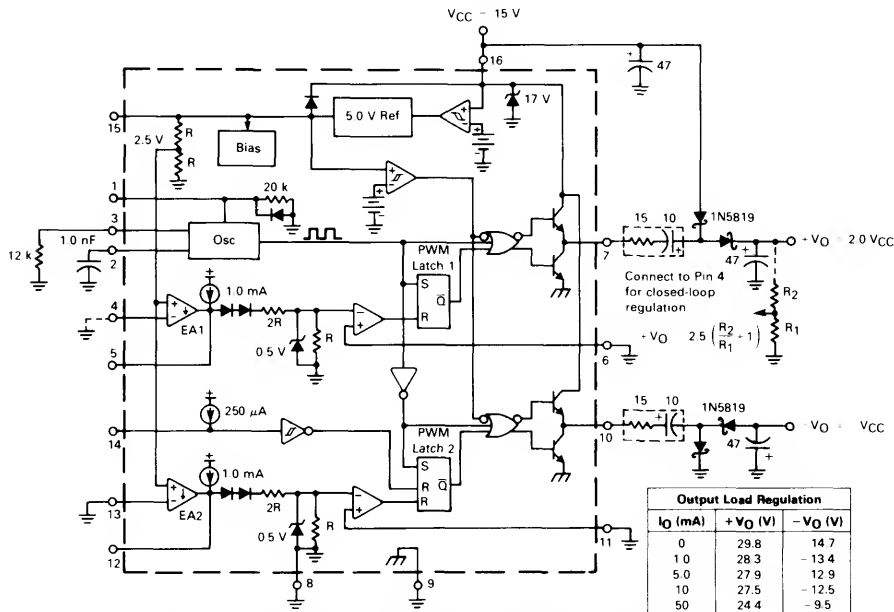 VCC – 15 V
16
47
17 V
5.0 V Ref
15
R
2.5 V
R
Bias
1
20 k
3
Osc
12 k
1.0 nF
2
PWM
Latch 1
S
Q
R
7
15 10
1N5819
+VO 2.0 VCC
47
Connect to Pin 4
for closed-loop
regulation
R2
R1
+VO 2.5 (R2/R1 + 1)
4
1.0 mA
2R
EA1
0.5 V
R
5
6
250 μA
14
PWM
Latch 2
S
R
Q
R
10
15 10
1N5819
47
–VO VCC
1.0 mA
13
EA2
2R
0.5 V
R
12
11
8
9
Output Load Regulation
IO (mA) +VO (V) –VO (V)
0 29.8 14.7
1.0 28.3 –13.4
5.0 27.9 12.9
10 27.5 –12.5
50 24.4 –9.5